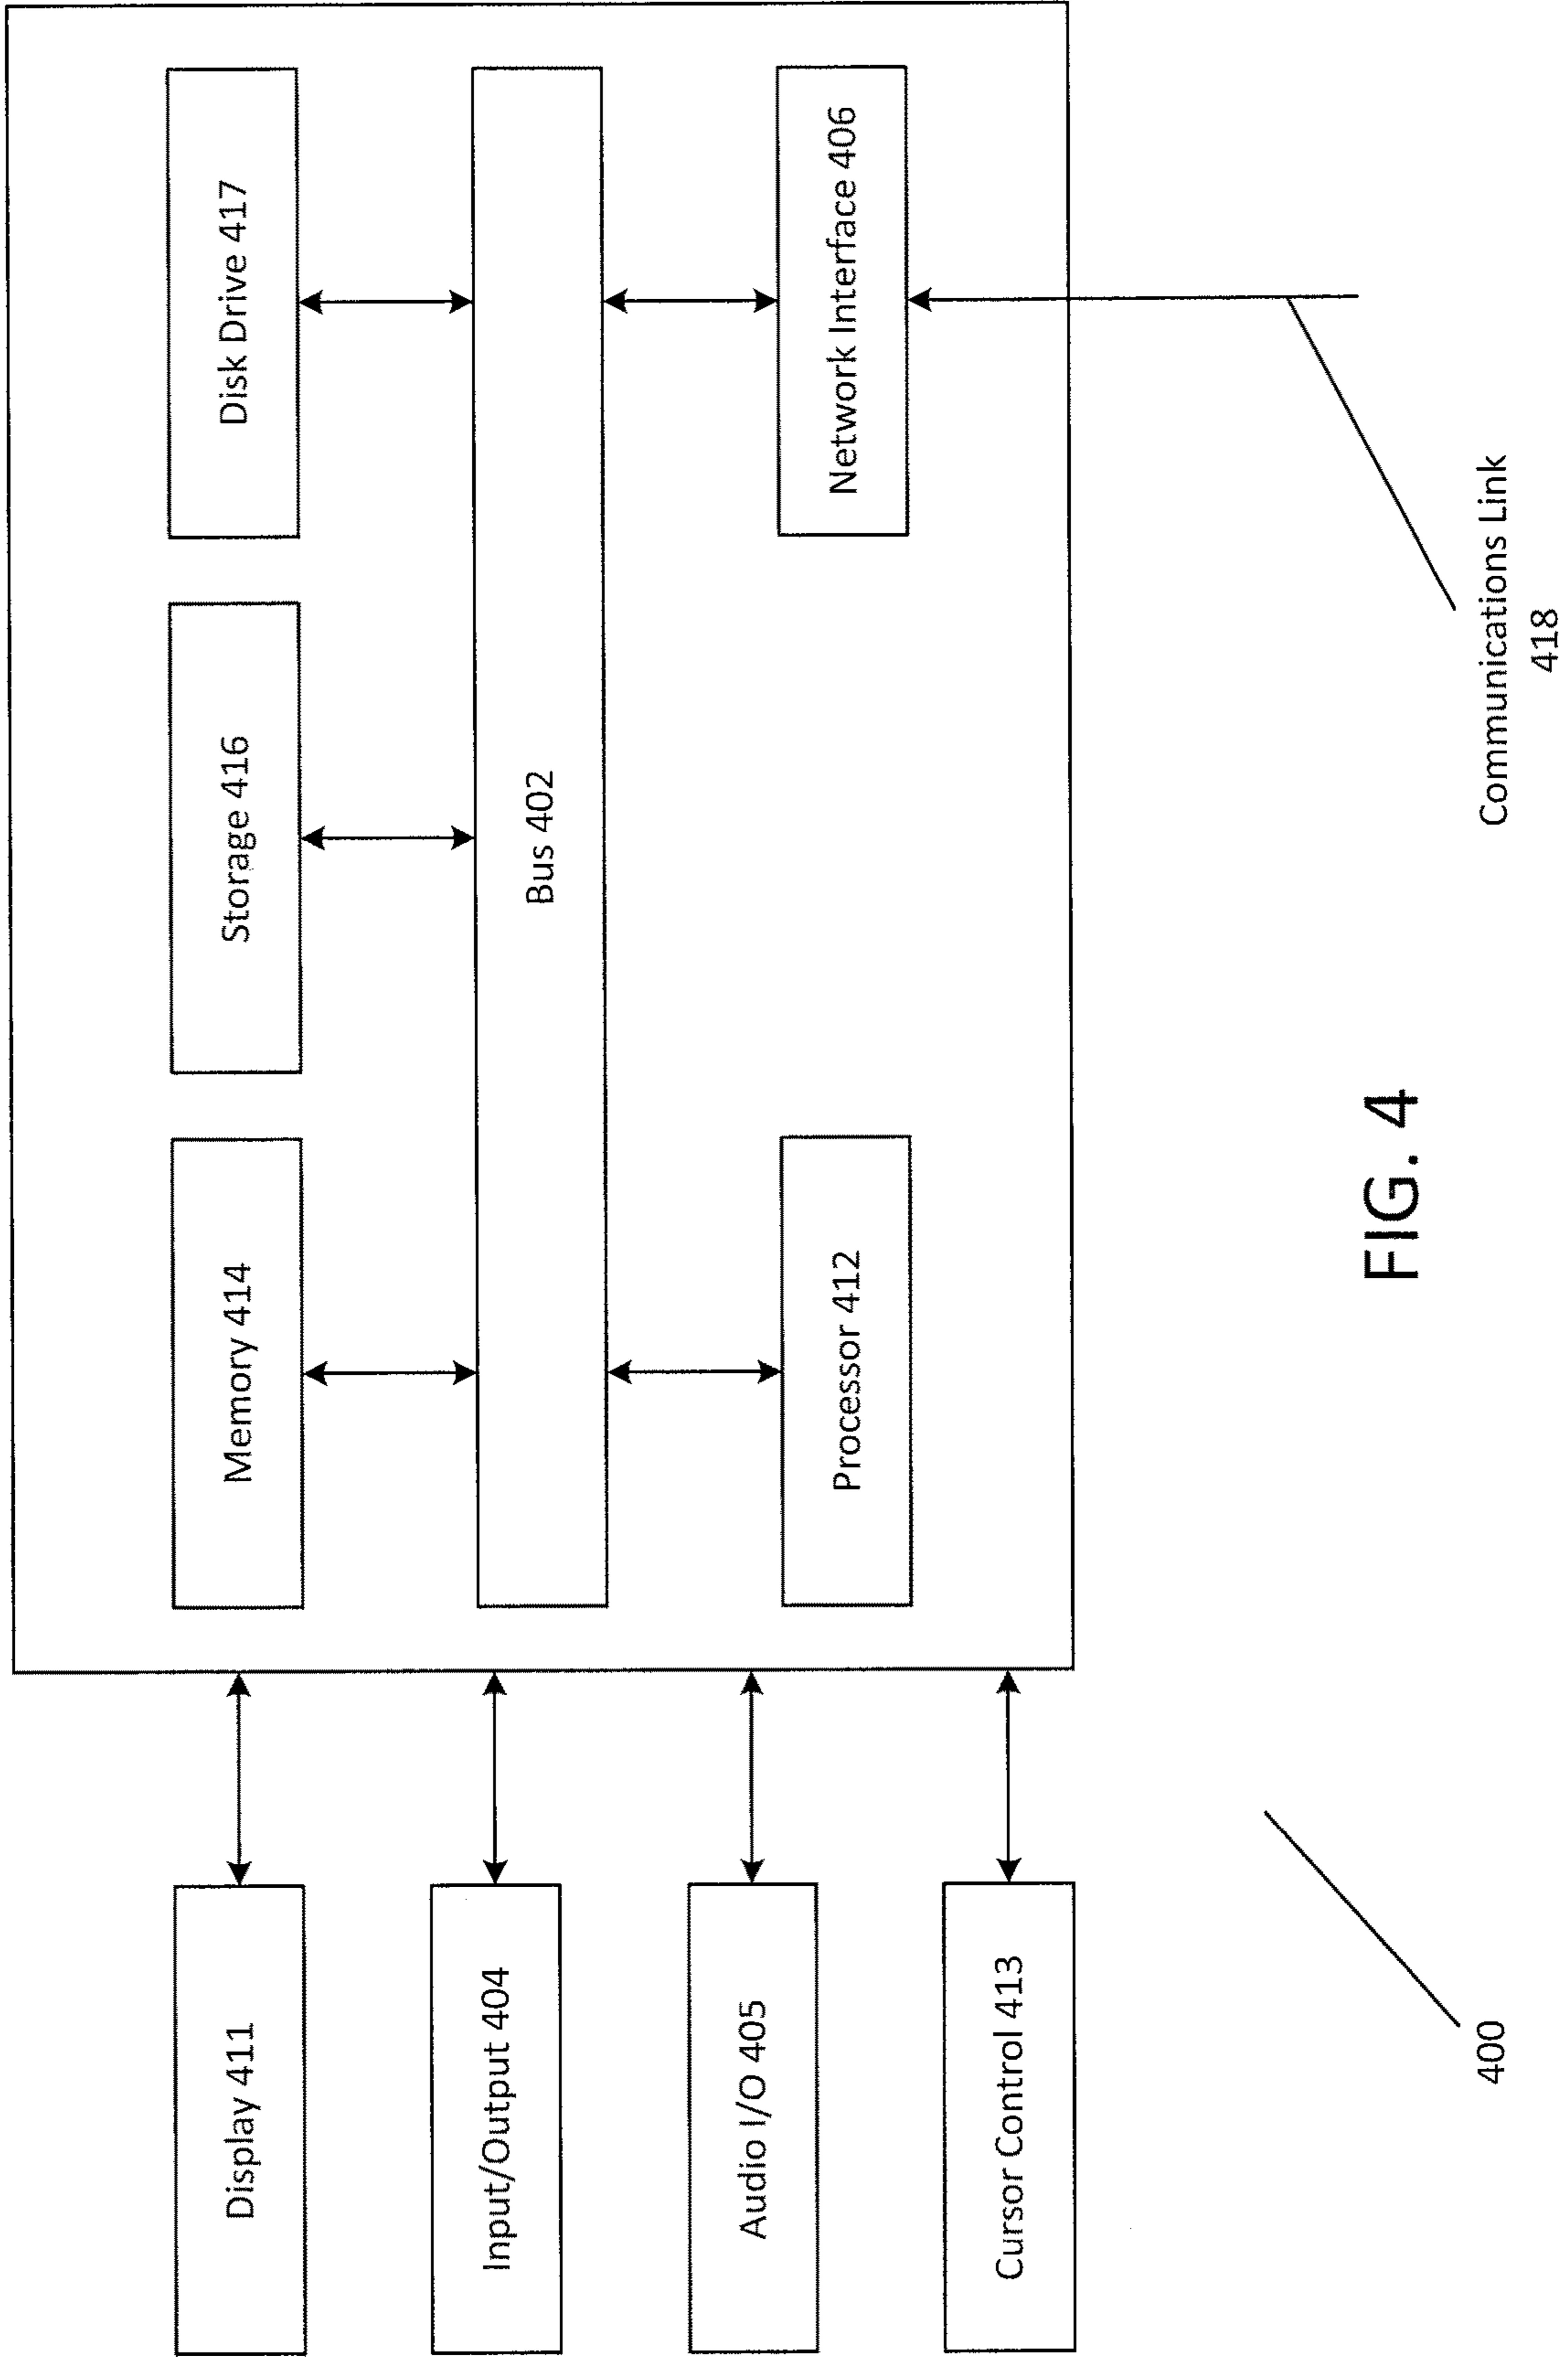 Display 411
Memory 414
Storage 416
Disk Drive 417
Input/Output 404
Bus 402
Audio I/O 405
Processor 412
Network Interface 406
Cursor Control 413
400
FIG. 4
Communications Link
418